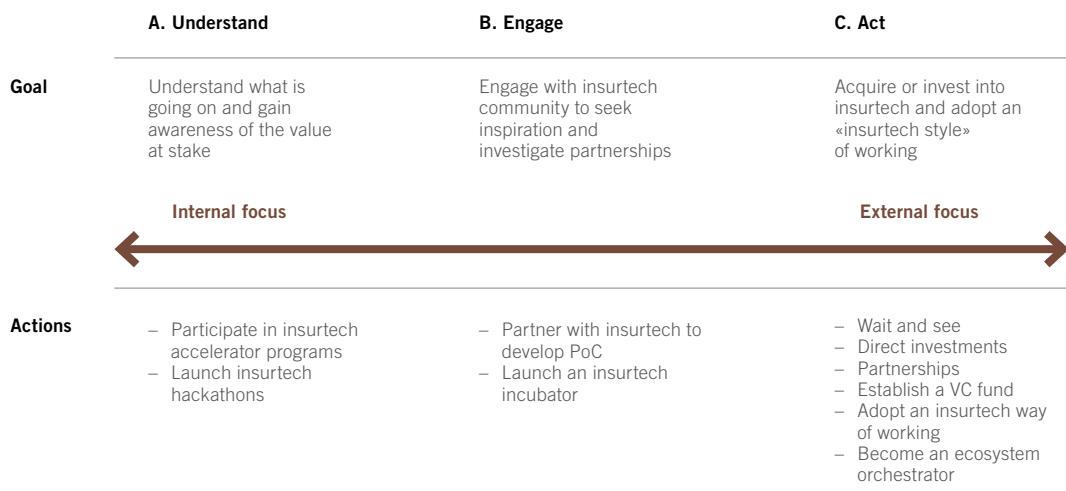 A. Understand
B. Engage
C. Act
Goal
Understand what is
going on and gain
awareness of the value
at stake
Engage with insurtech
community to seek
inspiration and
investigate partnerships
Acquire or invest into
insurtech and adopt an
«insurtech style»
of working
Internal focus
External focus
Actions
– Participate in insurtech
accelerator programs
– Launch insurtech
hackathons
– Partner with insurtech to
develop PoC
– Launch an insurtech
incubator
– Wait and see
– Direct investments
– Partnerships
– Establish a VC fund
– Adopt an insurtech way
of working
– Become an ecosystem
orchestrator